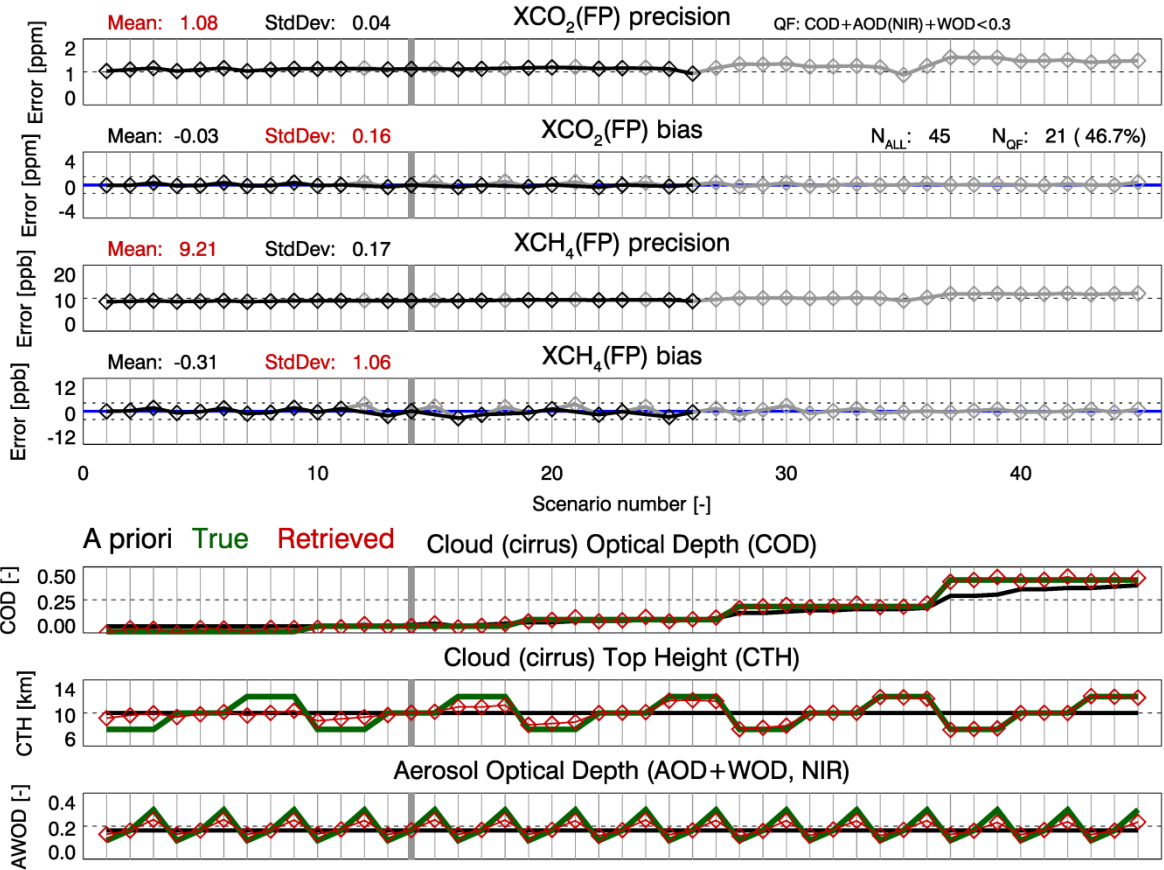 Mean: 1.08 StdDev: 0.04 XCO₂(FP) precision QF: COD+AOD(NIR)+WOD<0.3
Error [ppm]
2
1
0
Mean: -0.03 StdDev: 0.16 XCO₂(FP) bias N_ALL: 45 N_QF: 21 ( 46.7%)
Error [ppm]
4
0
-4
Mean: 9.21 StdDev: 0.17 XCH₄(FP) precision
Error [ppb]
20
10
0
Mean: -0.31 StdDev: 1.06 XCH₄(FP) bias
Error [ppb]
12
0
-12
0 10 20 30 40
Scenario number [-]
A priori True Retrieved Cloud (cirrus) Optical Depth (COD)
COD [-]
0.50
0.25
0.00
Cloud (cirrus) Top Height (CTH)
CTH [km]
14
10
6
Aerosol Optical Depth (AOD+WOD, NIR)
AWOD [-]
0.4
0.2
0.0